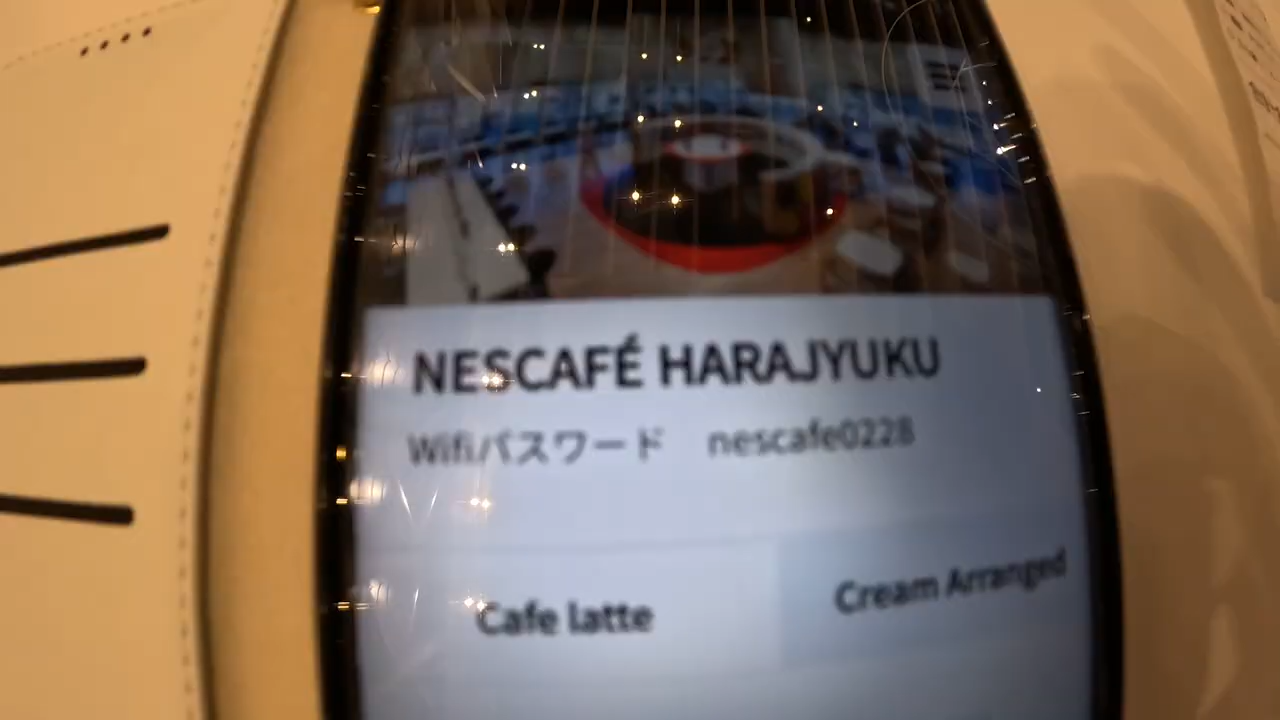 NESCAFÉ HARAJYUKU
Wifiパスワード nescafe0228
Cafe latte
Cream Arranged